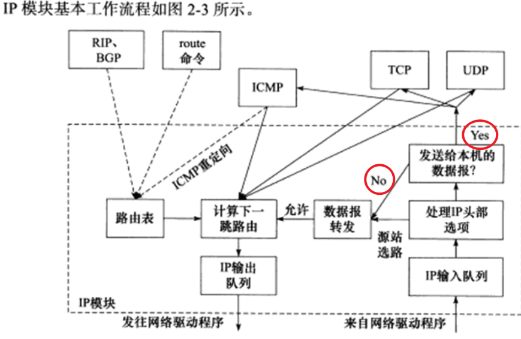 IP 模块基本工作流程如图 2-3 所示。
RIP、
BGP
route
命令
ICMP
TCP
UDP
Yes
发送给本机的
数据报?
No
ICMP重定向
路由表
计算下一
跳路由
允许
数据报
转发
源站
选路
处理IP头部
选项
IP输出
队列
IP输入队列
IP模块
发往网络驱动程序
来自网络驱动程序